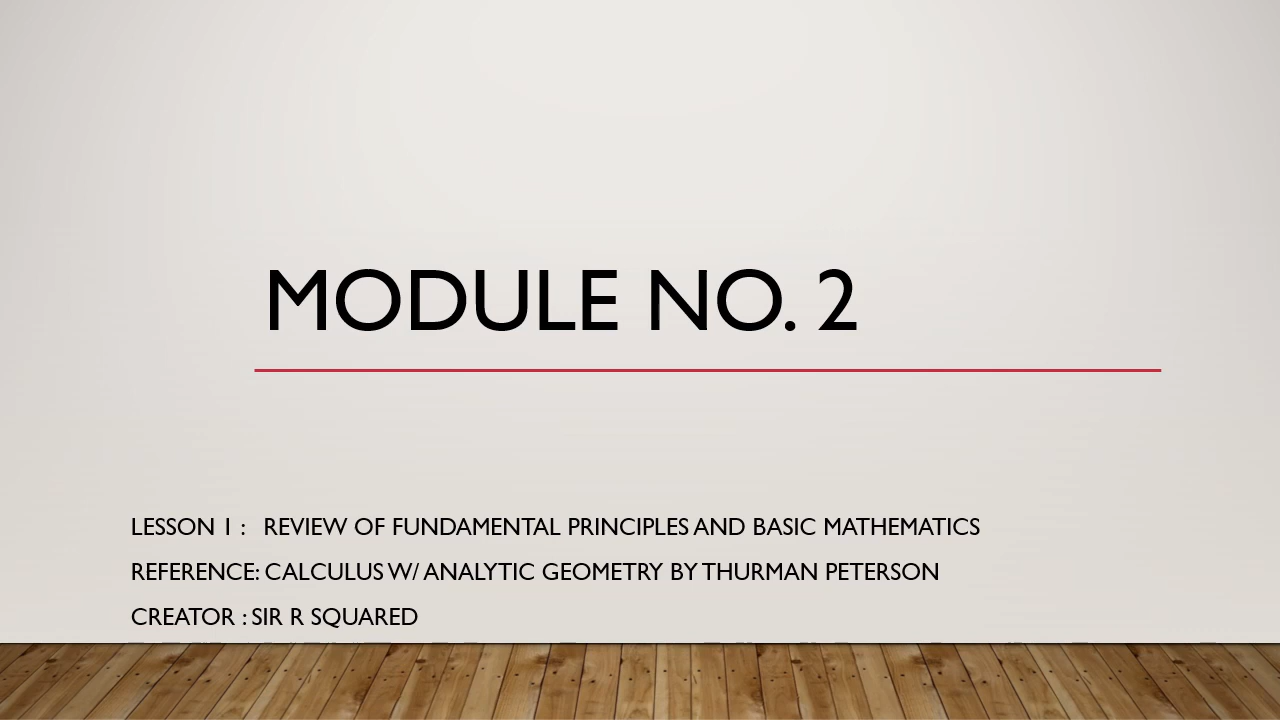 MODULE NO. 2
LESSON 1 : REVIEW OF FUNDAMENTAL PRINCIPLES AND BASIC MATHEMATICS
REFERENCE: CALCULUS W/ ANALYTIC GEOMETRY BY THURMAN PETERSON
CREATOR : SIR R SQUARED